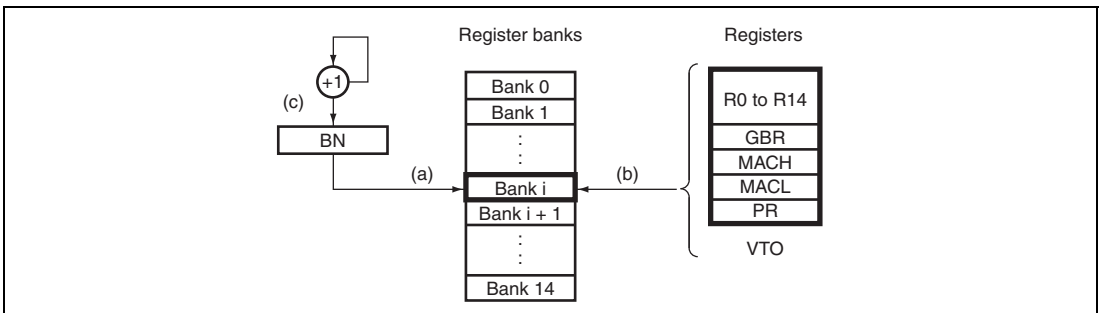 Register banks
Registers
+1
(c)
BN
(a)
Bank 0
Bank 1
:
:
Bank i
Bank i + 1
:
:
Bank 14
(b)
R0 to R14
GBR
MACH
MACL
PR
VTO